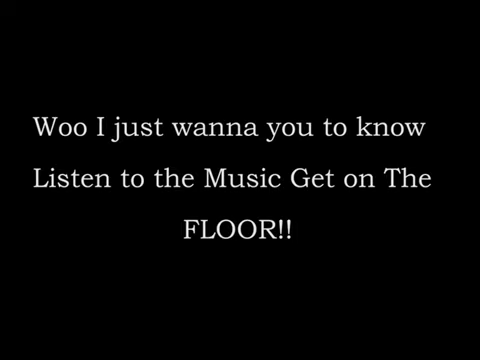 Woo I just wanna you to know
Listen to the Music Get on The
FLOOR!!